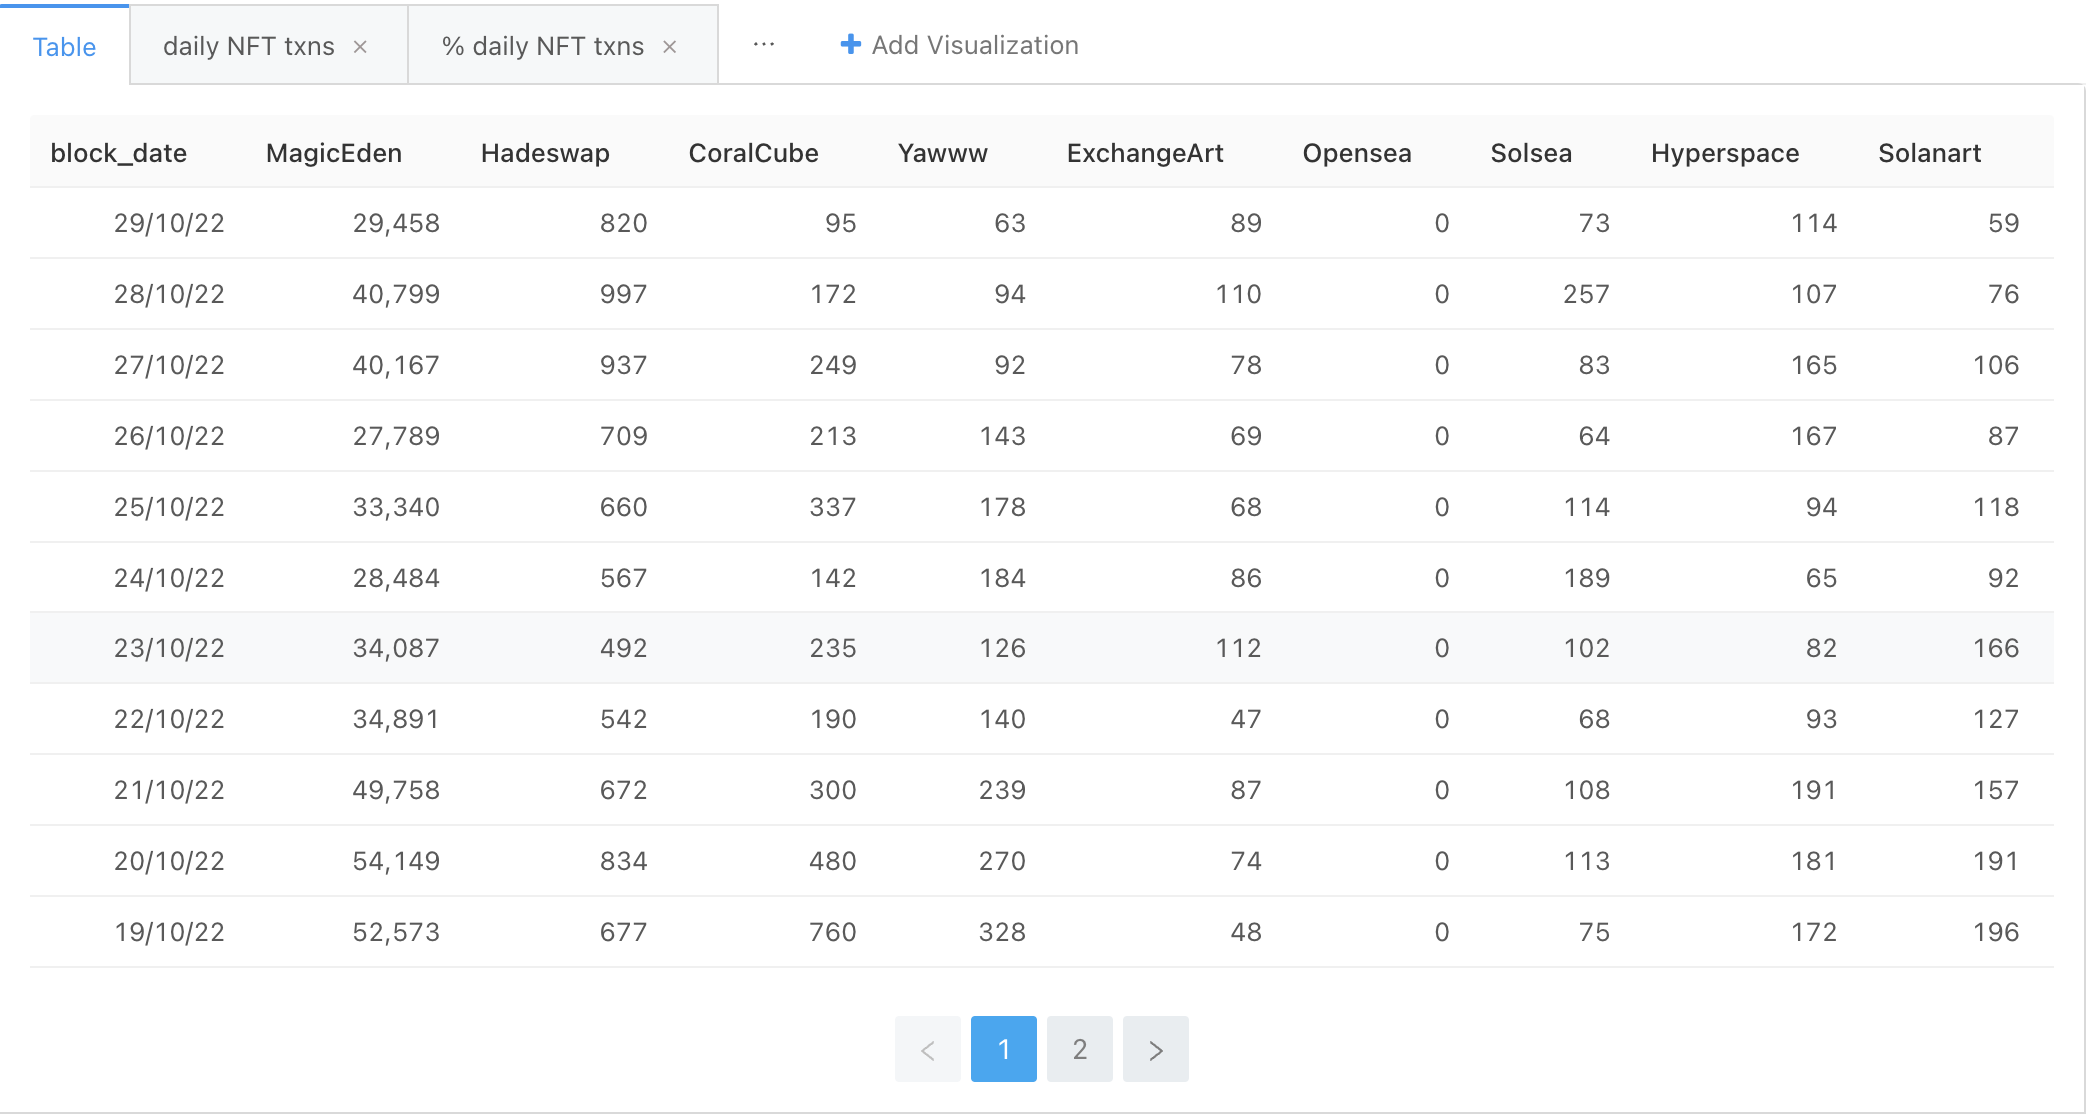 Table daily NFT txns × % daily NFT txns × ··· + Add Visualization
block_date MagicEden Hadeswap CoralCube Yawww ExchangeArt Opensea Solsea Hyperspace Solanart
29/10/22 29,458 820 95 63 89 0 73 114 59
28/10/22 40,799 997 172 94 110 0 257 107 76
27/10/22 40,167 937 249 92 78 0 83 165 106
26/10/22 27,789 709 213 143 69 0 64 167 87
25/10/22 33,340 660 337 178 68 0 114 94 118
24/10/22 28,484 567 142 184 86 0 189 65 92
23/10/22 34,087 492 235 126 112 0 102 82 166
22/10/22 34,891 542 190 140 47 0 68 93 127
21/10/22 49,758 672 300 239 87 0 108 191 157
20/10/22 54,149 834 480 270 74 0 113 181 191
19/10/22 52,573 677 760 328 48 0 75 172 196
< 1 2 >